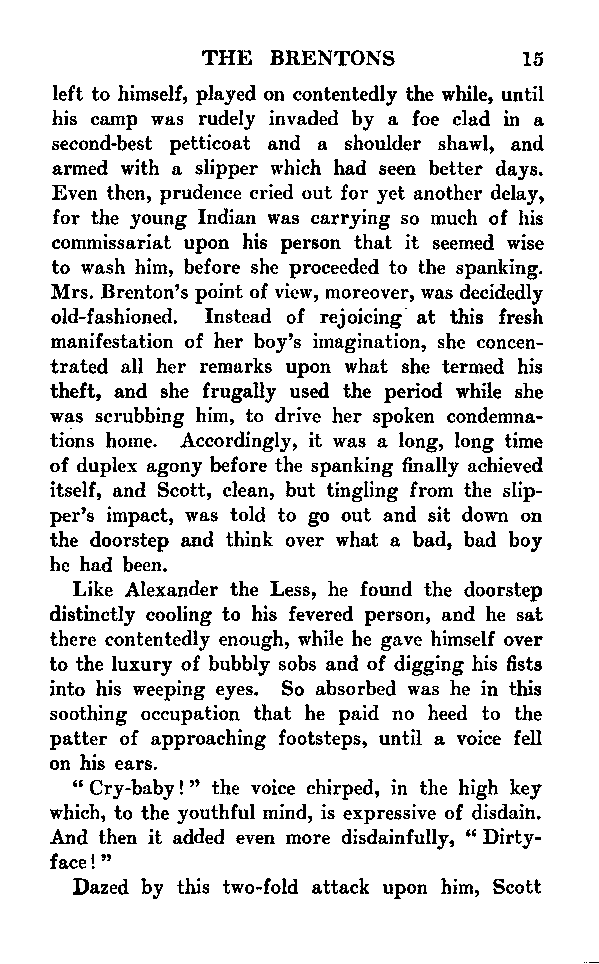 THE BRENTONS 15
left to himself, played on contentedly the while, until
his camp was rudely invaded by a foe clad in a
second-best petticoat and a shoulder shawl, and
armed with a slipper which had seen better days.
Even then, prudence cried out for yet another delay,
for the young Indian was carrying so much of his
commissariat upon his person that it seemed wise
to wash him, before she proceeded to the spanking.
Mrs. Brenton's point of view, moreover, was decidedly
old-fashioned. Instead of rejoicing at this fresh
manifestation of her boy's imagination, she concen-
trated all her remarks upon what she termed his
theft, and she frugally used the period while she
was scrubbing him, to drive her spoken condemna-
tions home. Accordingly, it was a long, long time
of duplex agony before the spanking finally achieved
itself, and Scott, clean, but tingling from the slip-
per's impact, was told to go out and sit down on
the doorstep and think over what a bad, bad boy
he had been.
Like Alexander the Less, he found the doorstep
distinctly cooling to his fevered person, and he sat
there contentedly enough, while he gave himself over
to the luxury of bubbly sobs and of digging his fists
into his weeping eyes. So absorbed was he in this
soothing occupation that he paid no heed to the
patter of approaching footsteps, until a voice fell
on his ears.
"Cry-baby!" the voice chirped, in the high key
which, to the youthful mind, is expressive of disdain.
And then it added even more disdainfully, "Dirty-
face!"
Dazed by this two-fold attack upon him, Scott